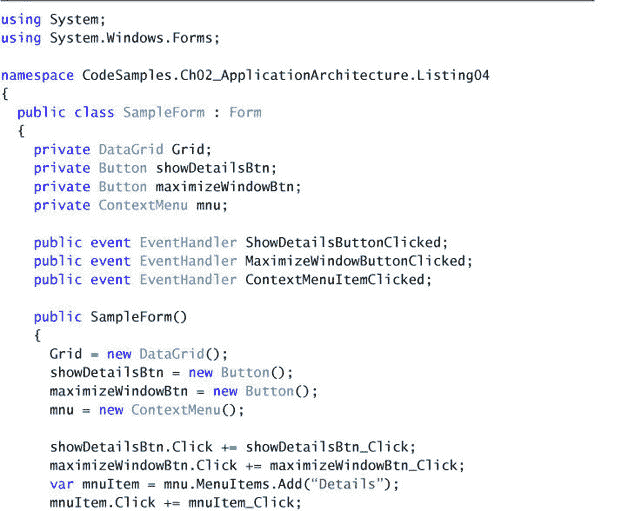 using System;
using System.Windows.Forms;
namespace CodeSamples.Ch02_ApplicationArchitecture.Listing04
{
public class SampleForm : Form
{
private DataGrid Grid;
private Button showDetailsBtn;
private Button maximizeWindowBtn;
private ContextMenu mnu;
public event EventHandler ShowDetailsButtonClicked;
public event EventHandler MaximizeWindowButtonClicked;
public event EventHandler ContextMenuItemClicked;
public SampleForm()
{
Grid = new DataGrid();
showDetailsBtn = new Button();
maximizeWindowBtn = new Button();
mnu = new ContextMenu();
showDetailsBtn.Click += showDetailsBtn_Click;
maximizeWindowBtn.Click += maximizeWindowBtn_Click;
var mnuItem = mnu.MenuItems.Add(“Details”);
mnuItem.Click += mnuItem_Click;